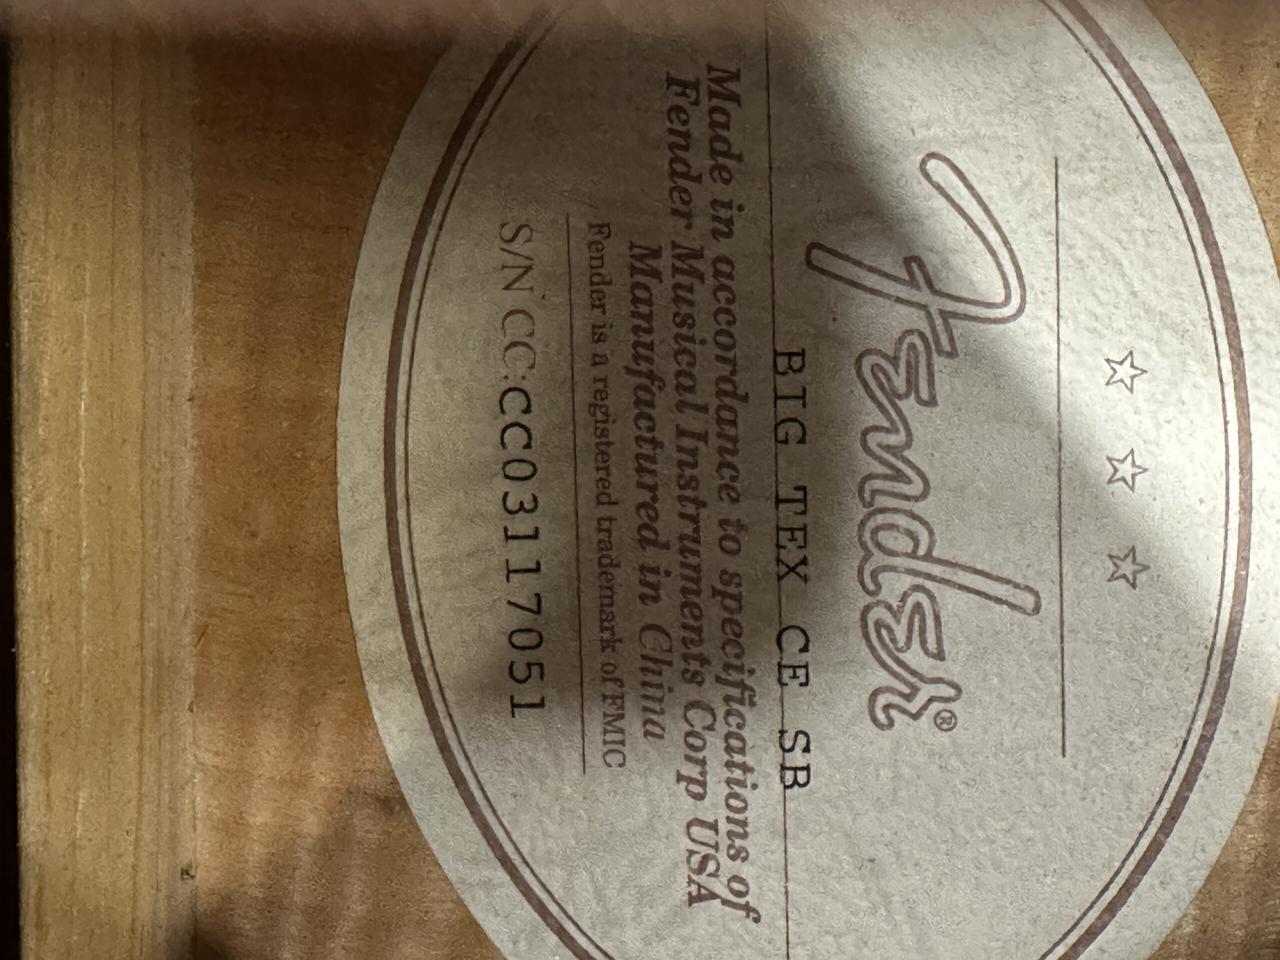 ☆ ☆ ☆
Fender®
BIG TEX CE SB
Made in accordance to specifications of
Fender Musical Instruments Corp USA
Manufactured in China
Fender is a registered trademark of FMIC
S/N CC:CC03117051